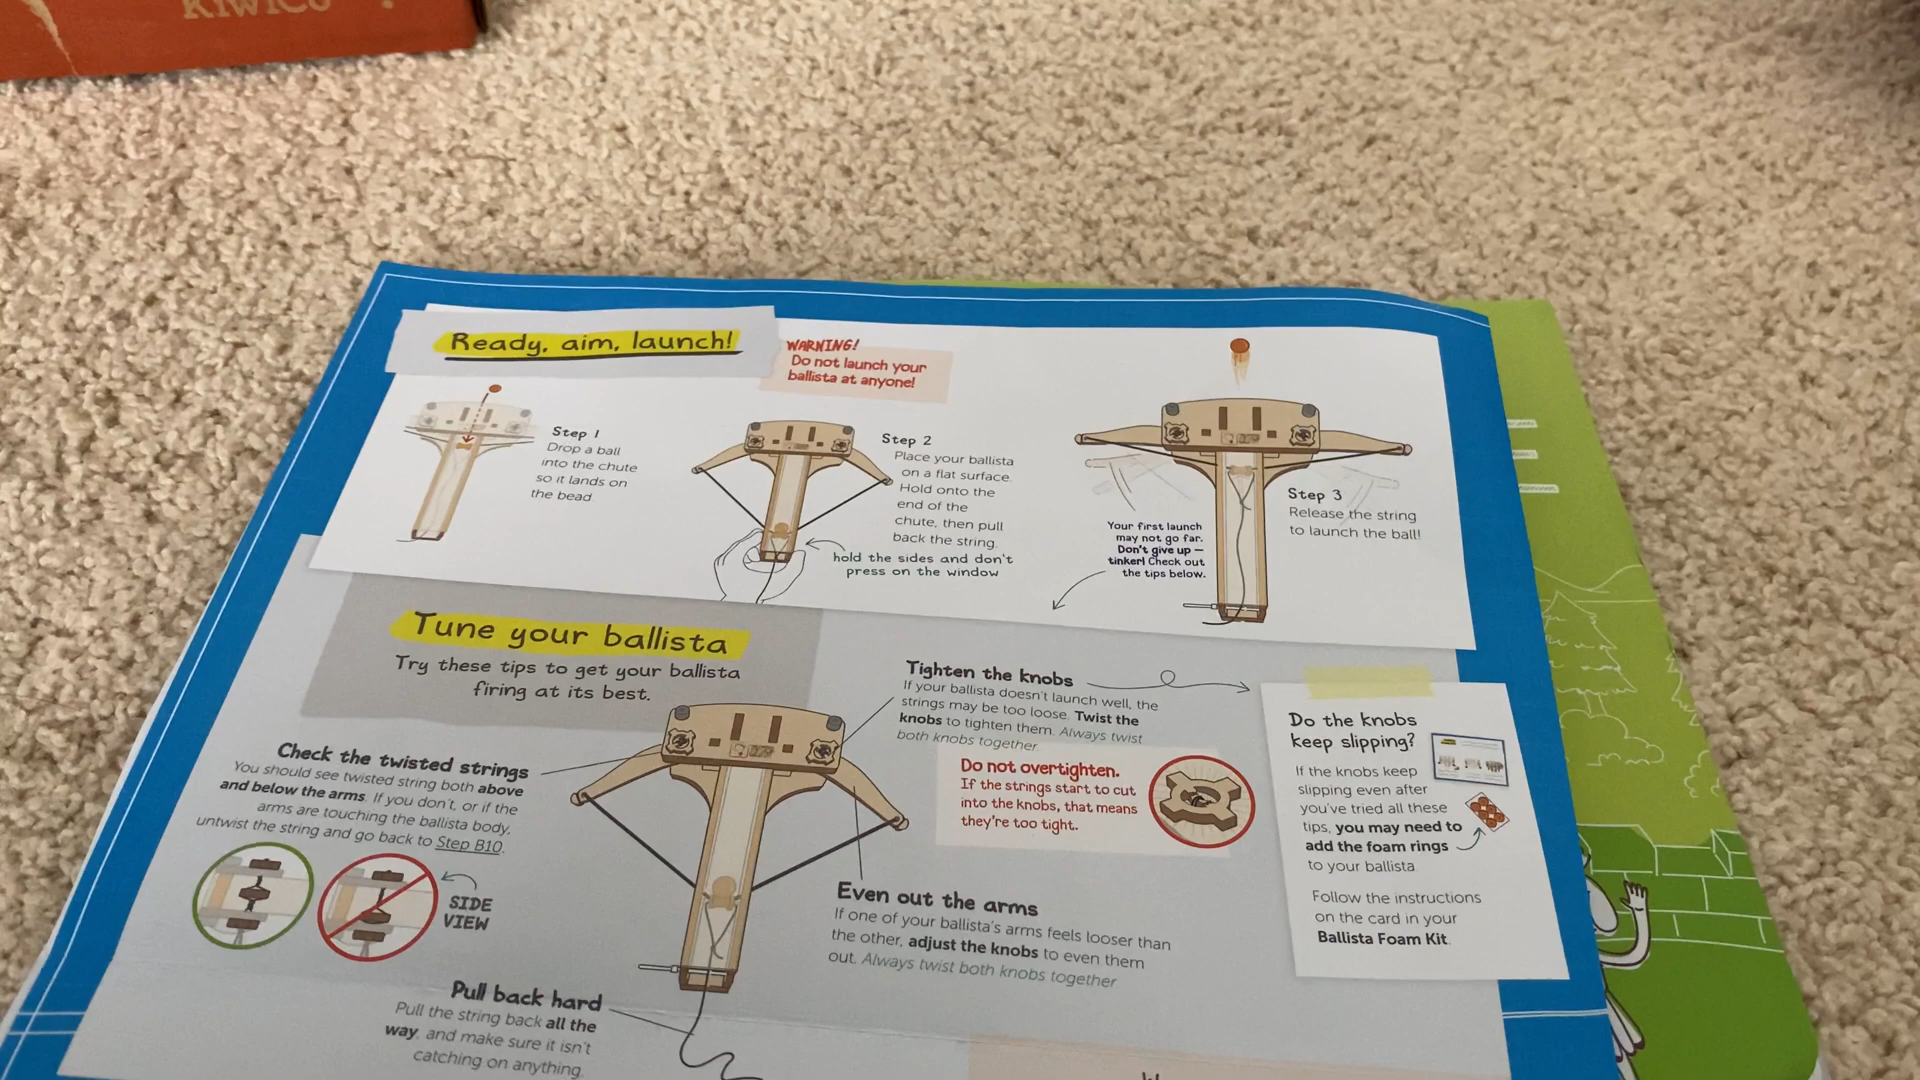 KIWICO
Ready, aim, launch!
WARNING!
Do not launch your
ballista at anyone!
Step 1
Drop a ball
into the chute
so it lands on
the bead
Step 2
Place your ballista
on a flat surface.
Hold onto the
end of the
chute, then pull
back the string.
hold the sides and don't
press on the window
Your first launch
may not go far.
Don't give up –
tinker! Check out
the tips below.
Step 3
Release the string
to launch the ball!
Tune your ballista
Try these tips to get your ballista
firing at its best.
Check the twisted strings
You should see twisted string both above
and below the arms. If you don't, or if the
arms are touching the ballista body,
untwist the string and go back to Step B10.
SIDE
VIEW
Pull back hard
Pull the string back all the
way, and make sure it isn't
catching on anything.
Tighten the knobs
If your ballista doesn't launch well, the
strings may be too loose. Twist the
knobs to tighten them. Always twist
both knobs together
Do not overtighten.
If the strings start to cut
into the knobs, that means
they're too tight.
Even out the arms
If one of your ballista's arms feels looser than
the other, adjust the knobs to even them
out. Always twist both knobs together
Do the knobs
keep slipping?
If the knobs keep
slipping even after
you've tried all these
tips, you may need to
add the foam rings
to your ballista
Follow the instructions
on the card in your
Ballista Foam Kit.